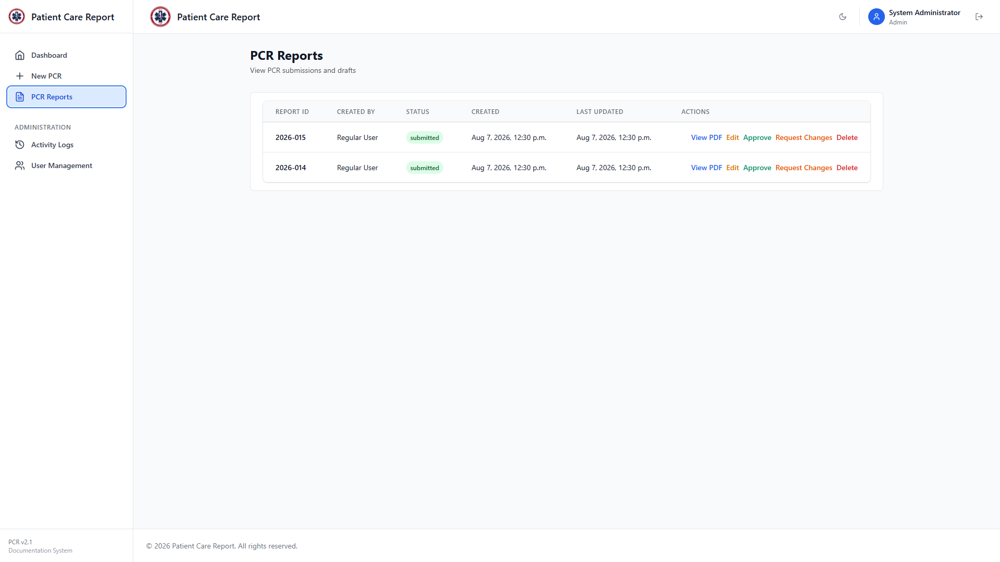 Patient Care Report
Patient Care Report
System Administrator
Admin
Dashboard
New PCR
PCR Reports
ADMINISTRATION
Activity Logs
User Management
PCR Reports
View PCR submissions and drafts
REPORT ID CREATED BY STATUS CREATED LAST UPDATED ACTIONS
2026-015 Regular User submitted Aug 7, 2026, 12:30 p.m. Aug 7, 2026, 12:30 p.m. View PDF Edit Approve Request Changes Delete
2026-014 Regular User submitted Aug 7, 2026, 12:30 p.m. Aug 7, 2026, 12:30 p.m. View PDF Edit Approve Request Changes Delete
PCR v2.1
Documentation System
© 2026 Patient Care Report. All rights reserved.